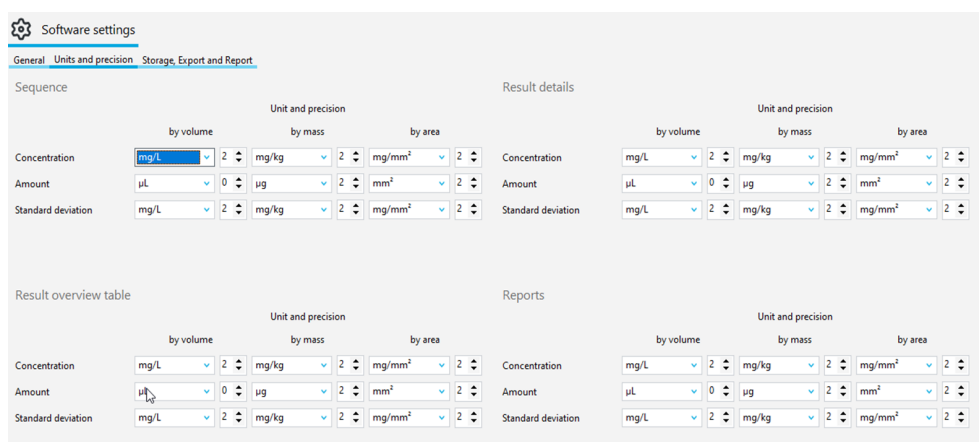 Software settings
General Units and precision Storage, Export and Report
Sequence
Unit and precision
by volume by mass by area
Concentration mg/L 2 mg/kg 2 mg/mm² 2
Amount µL 0 µg 2 mm² 2
Standard deviation mg/L 2 mg/kg 2 mg/mm² 2
Result details
Unit and precision
by volume by mass by area
Concentration mg/L 2 mg/kg 2 mg/mm² 2
Amount µL 0 µg 2 mm² 2
Standard deviation mg/L 2 mg/kg 2 mg/mm² 2
Result overview table
Unit and precision
by volume by mass by area
Concentration mg/L 2 mg/kg 2 mg/mm² 2
Amount µL 0 µg 2 mm² 2
Standard deviation mg/L 2 mg/kg 2 mg/mm² 2
Reports
Unit and precision
by volume by mass by area
Concentration mg/L 2 mg/kg 2 mg/mm² 2
Amount µL 0 µg 2 mm² 2
Standard deviation mg/L 2 mg/kg 2 mg/mm² 2